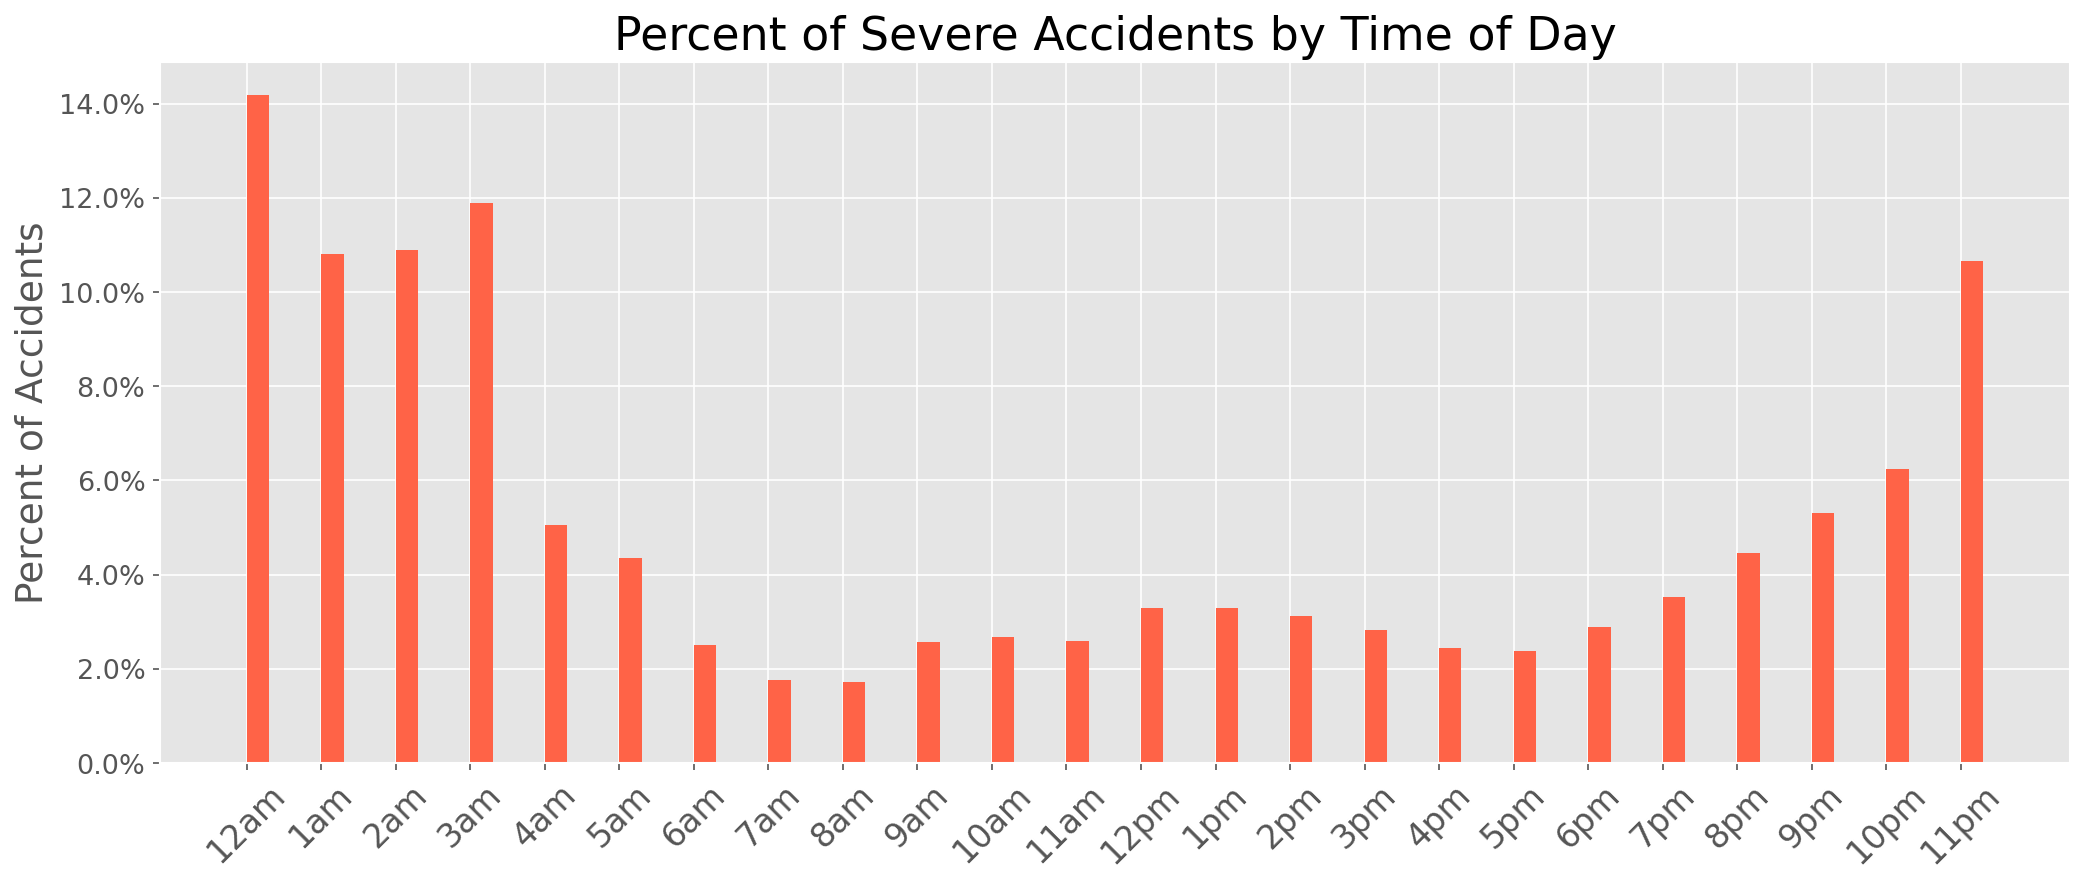 Percent of Severe Accidents by Time of Day
Percent of Accidents
14.0%
12.0%
10.0%
8.0%
6.0%
4.0%
2.0%
0.0%
12am 1am 2am 3am 4am 5am 6am 7am 8am 9am 10am 11am 12pm 1pm 2pm 3pm 4pm 5pm 6pm 7pm 8pm 9pm 10pm 11pm